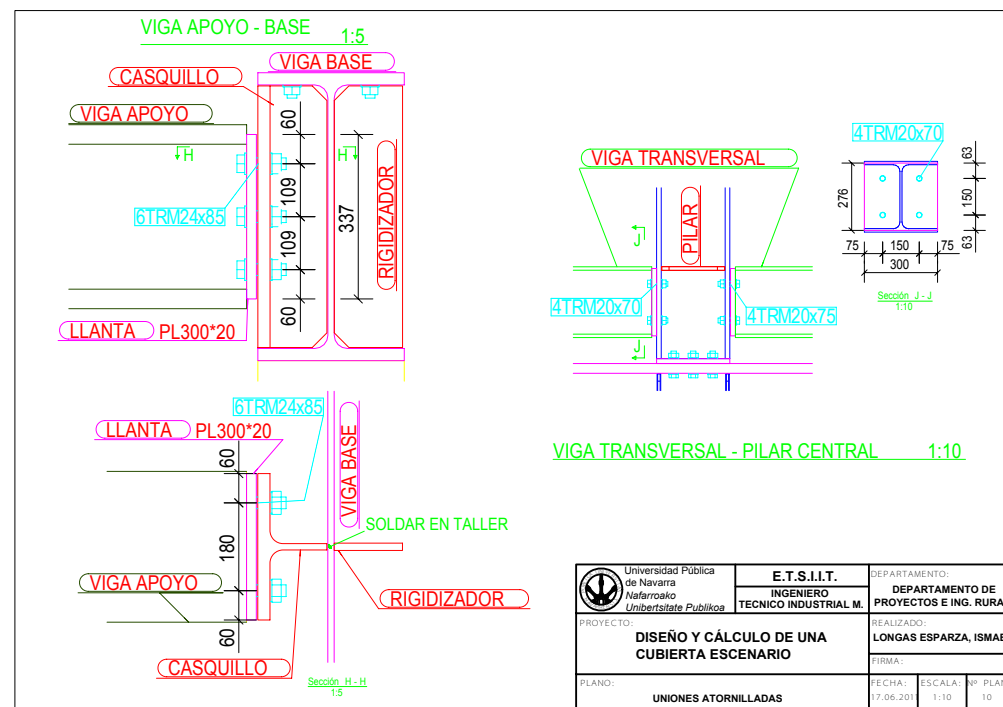 VIGA APOYO - BASE 1:5
VIGA BASE
CASQUILLO
VIGA APOYO
H
H
60
109
109
60
337
RIGIDIZADOR
6TRM24x85
LLANTA PL300*20
6TRM24x85
LLANTA PL300*20
VIGA BASE
60
180
60
SOLDAR EN TALLER
VIGA APOYO
RIGIDIZADOR
CASQUILLO
Sección H - H
1:5
VIGA TRANSVERSAL
PILAR
J
J
4TRM20x70
4TRM20x75
4TRM20x70
276
63
150
63
75 150 75
300
Sección J - J
1:10
VIGA TRANSVERSAL - PILAR CENTRAL 1:10
Universidad Pública
de Navarra
Nafarroako
Unibertsitate Publikoa
E.T.S.I.I.T.
INGENIERO
TECNICO INDUSTRIAL M.
DEPARTAMENTO:
DEPARTAMENTO DE
PROYECTOS E ING. RURA
PROYECTO:
DISEÑO Y CÁLCULO DE UNA
CUBIERTA ESCENARIO
REALIZADO:
LONGAS ESPARZA, ISMAE
FIRMA:
PLANO:
UNIONES ATORNILLADAS
FECHA:
17.06.201
ESCALA:
1:10
Nº PLAN
10